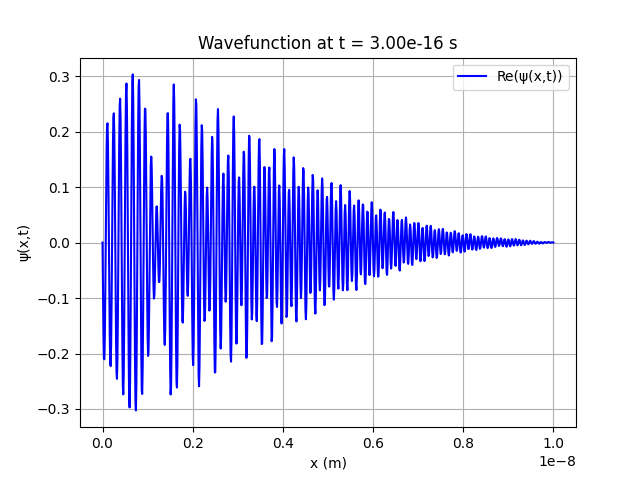 Wavefunction at t = 3.00e-16 s
Re(ψ(x,t))
ψ(x,t)
0.3
0.2
0.1
0.0
−0.1
−0.2
−0.3
0.0 0.2 0.4 0.6 0.8 1.0
1e−8
x (m)